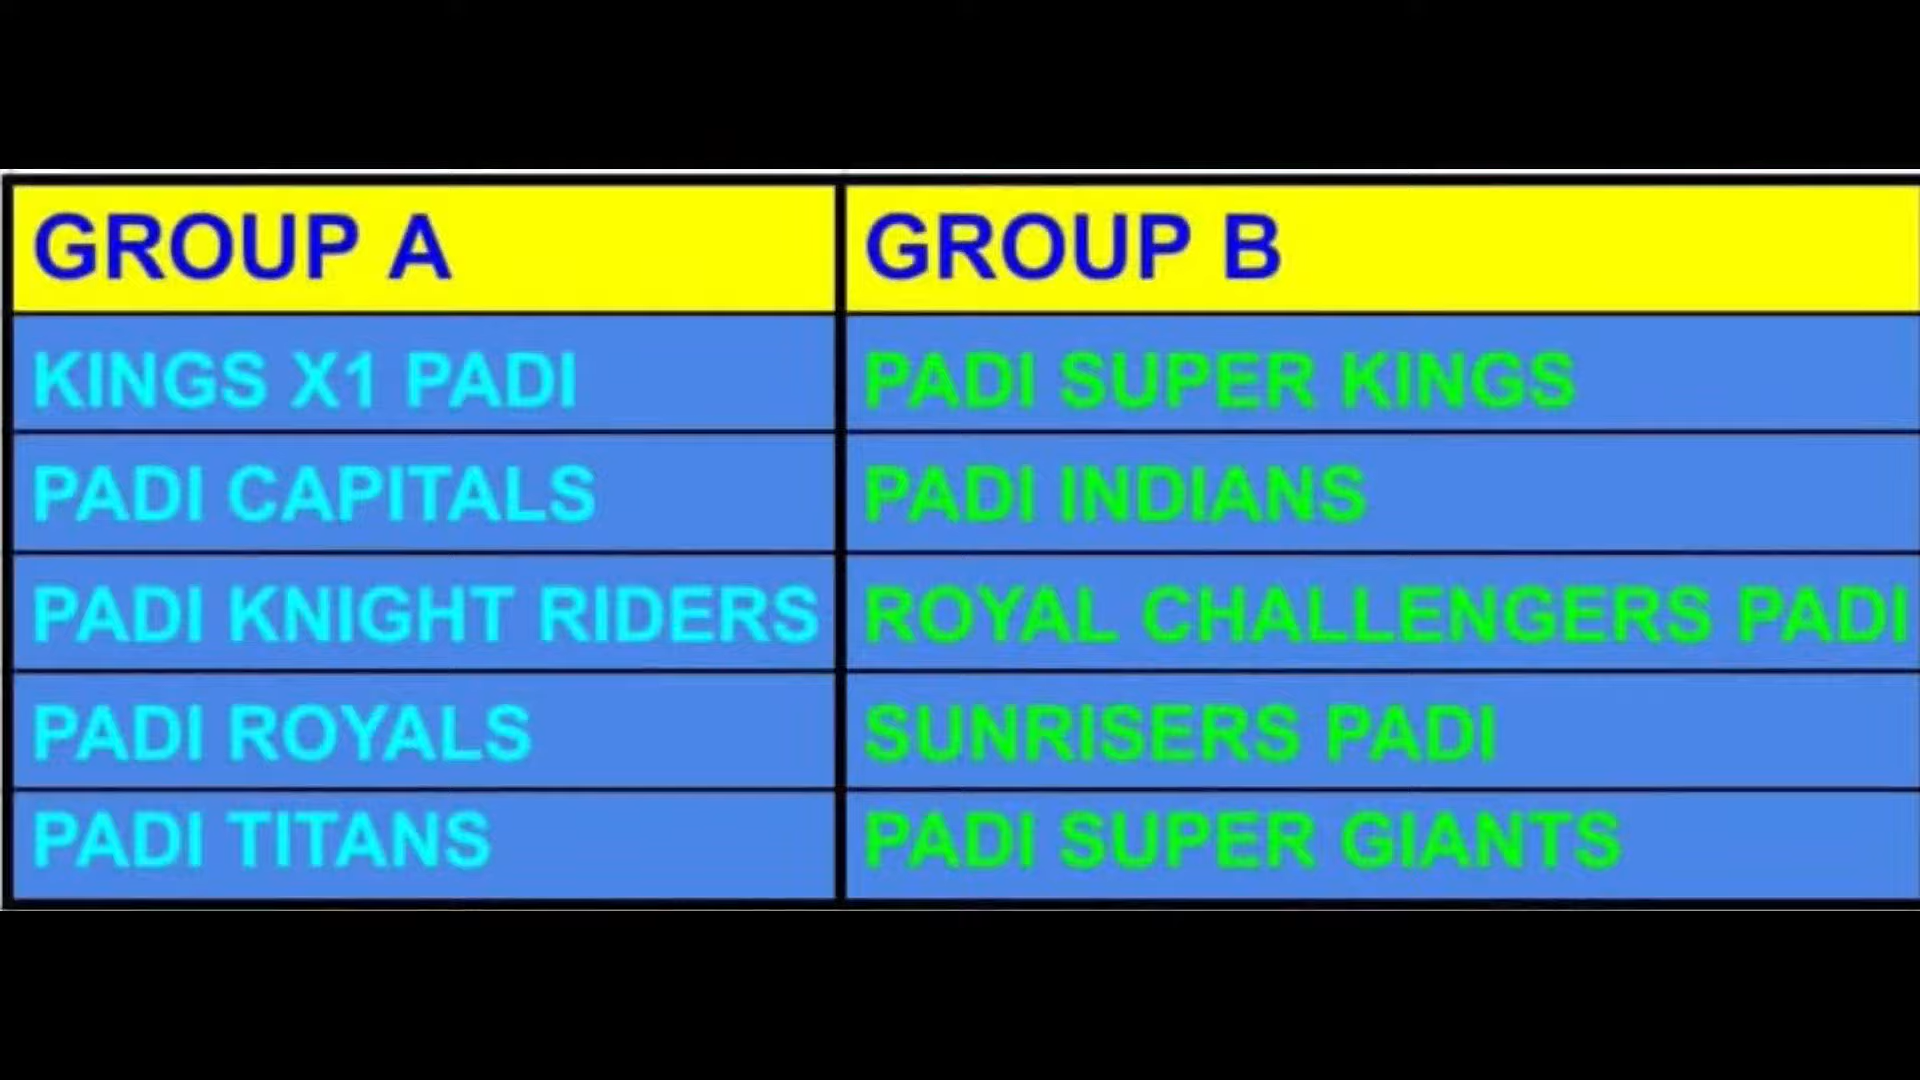 GROUP A GROUP B
KINGS X1 PADI PADI SUPER KINGS
PADI CAPITALS PADI INDIANS
PADI KNIGHT RIDERS ROYAL CHALLENGERS PADI
PADI ROYALS SUNRISERS PADI
PADI TITANS PADI SUPER GIANTS